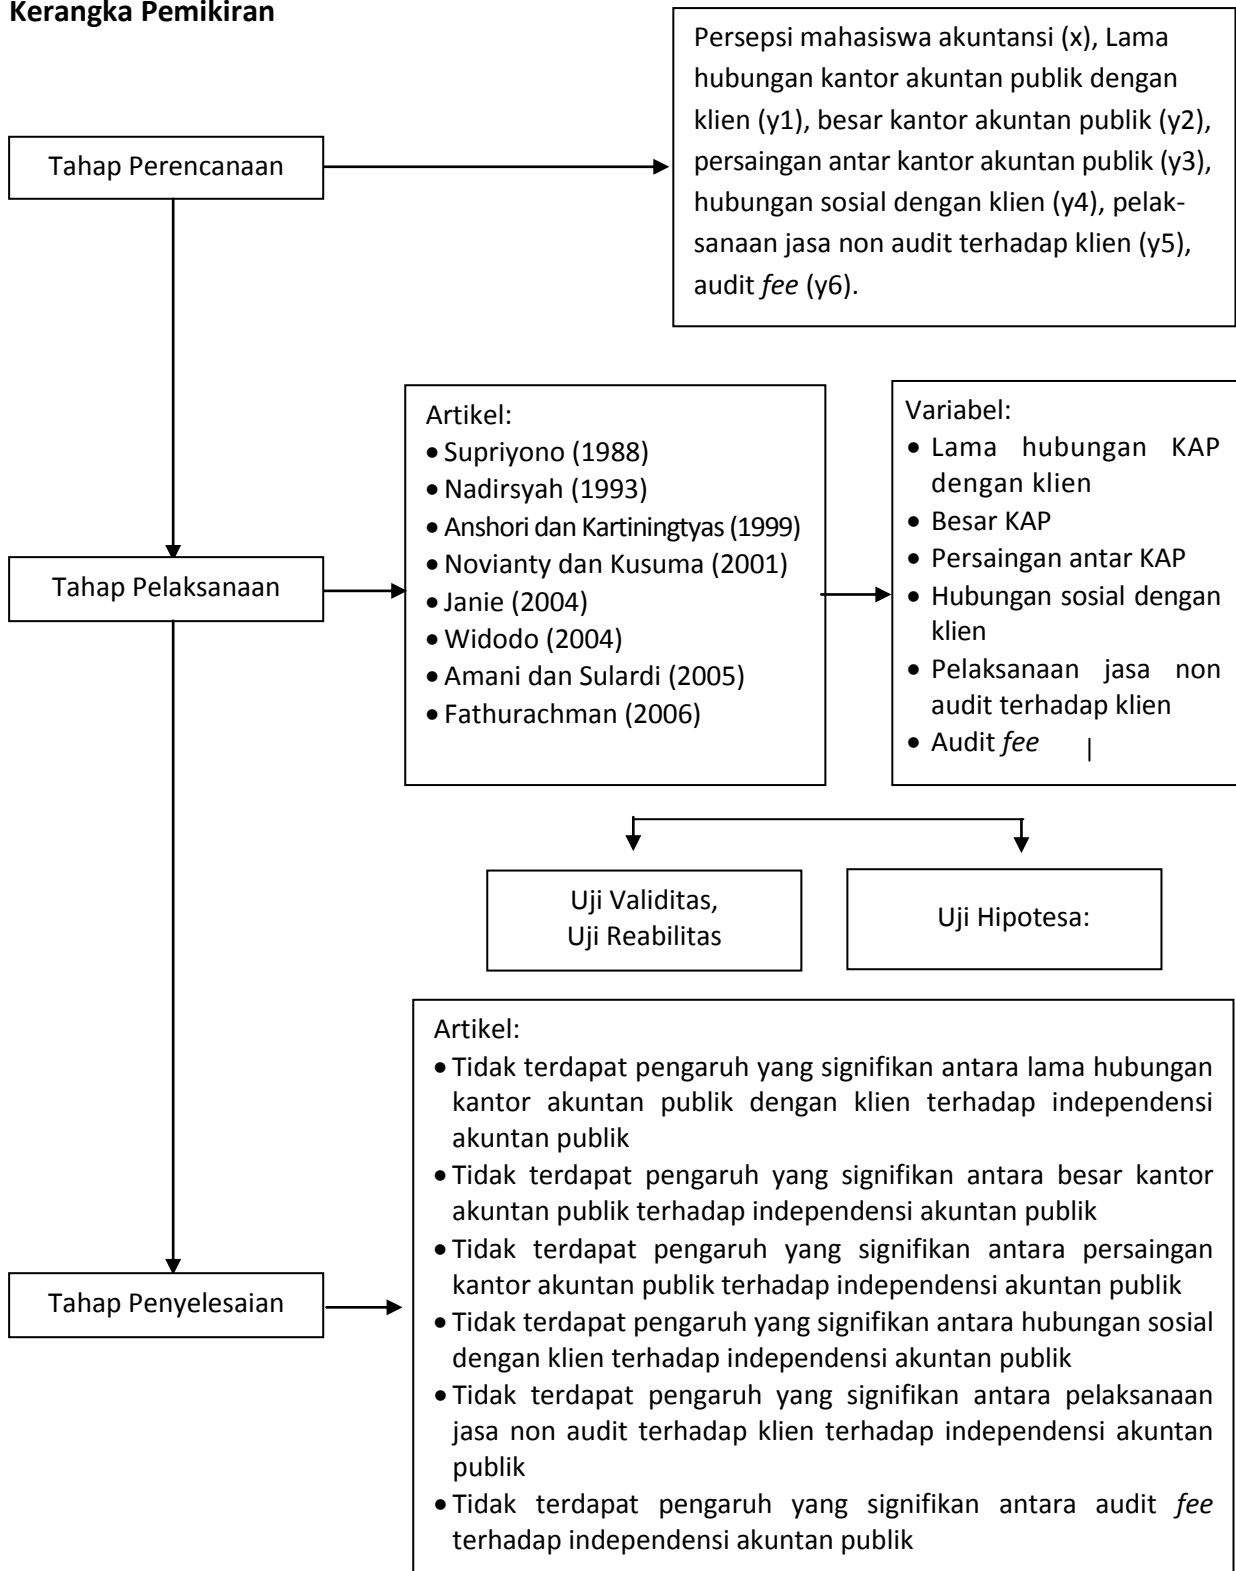 Kerangka Pemikiran
Persepsi mahasiswa akuntansi (x), Lama
hubungan kantor akuntan publik dengan
klien (y1), besar kantor akuntan publik (y2),
persaingan antar kantor akuntan publik (y3),
hubungan sosial dengan klien (y4), pelak-
sanaan jasa non audit terhadap klien (y5),
audit fee (y6).
Tahap Perencanaan
Tahap Pelaksanaan
Artikel:
• Supriyono (1988)
• Nadirsyah (1993)
• Anshori dan Kartiningtyas (1999)
• Novianty dan Kusuma (2001)
• Janie (2004)
• Widodo (2004)
• Amani dan Sulardi (2005)
• Fathurachman (2006)
Variabel:
• Lama hubungan KAP
dengan klien
• Besar KAP
• Persaingan antar KAP
• Hubungan sosial dengan
klien
• Pelaksanaan jasa non
audit terhadap klien
• Audit fee
Uji Validitas,
Uji Reabilitas
Uji Hipotesa:
Tahap Penyelesaian
Artikel:
• Tidak terdapat pengaruh yang signifikan antara lama hubungan
kantor akuntan publik dengan klien terhadap independensi
akuntan publik
• Tidak terdapat pengaruh yang signifikan antara besar kantor
akuntan publik terhadap independensi akuntan publik
• Tidak terdapat pengaruh yang signifikan antara persaingan
kantor akuntan publik terhadap independensi akuntan publik
• Tidak terdapat pengaruh yang signifikan antara hubungan sosial
dengan klien terhadap independensi akuntan publik
• Tidak terdapat pengaruh yang signifikan antara pelaksanaan
jasa non audit terhadap klien terhadap independensi akuntan
publik
• Tidak terdapat pengaruh yang signifikan antara audit fee
terhadap independensi akuntan publik